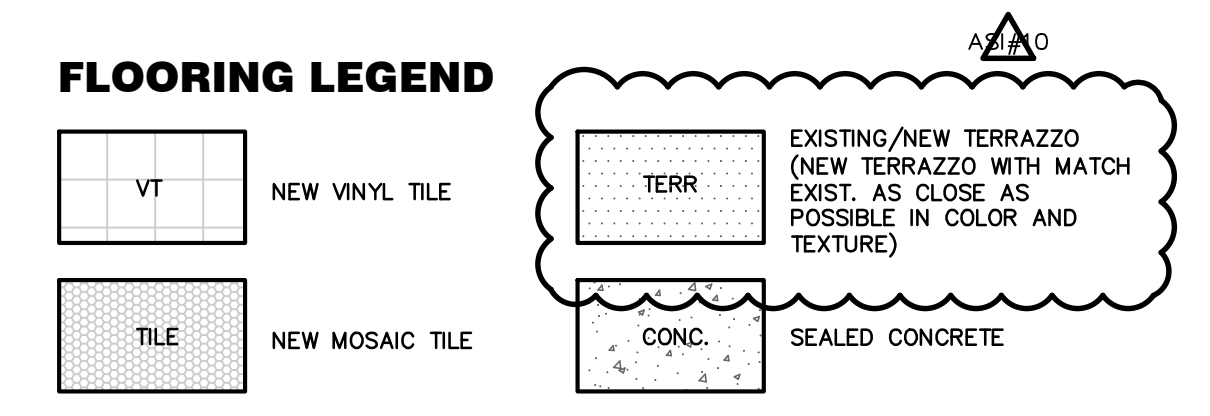 ASI#10
FLOORING LEGEND
VT
NEW VINYL TILE
TERR
EXISTING/NEW TERRAZZO
(NEW TERRAZZO WITH MATCH
EXIST. AS CLOSE AS
POSSIBLE IN COLOR AND
TEXTURE)
TILE
NEW MOSAIC TILE
CONC.
SEALED CONCRETE